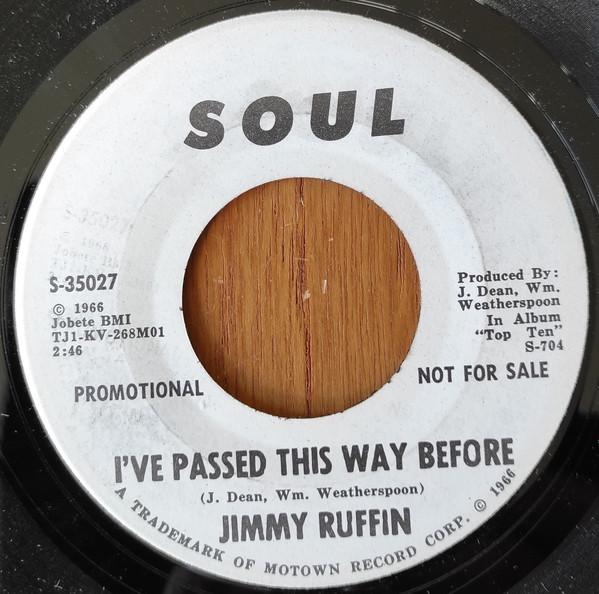 SOUL
S-35027
© 1966
Jobete BMI
TJ1-KV-268M01
2:46
Produced By:
J. Dean, Wm.
Weatherspoon
In Album
"Top Ten"
S-704
PROMOTIONAL
NOT FOR SALE
I'VE PASSED THIS WAY BEFORE
(J. Dean, Wm. Weatherspoon)
JIMMY RUFFIN
A TRADEMARK OF MOTOWN RECORD CORP. © 1966
S-35027
1966